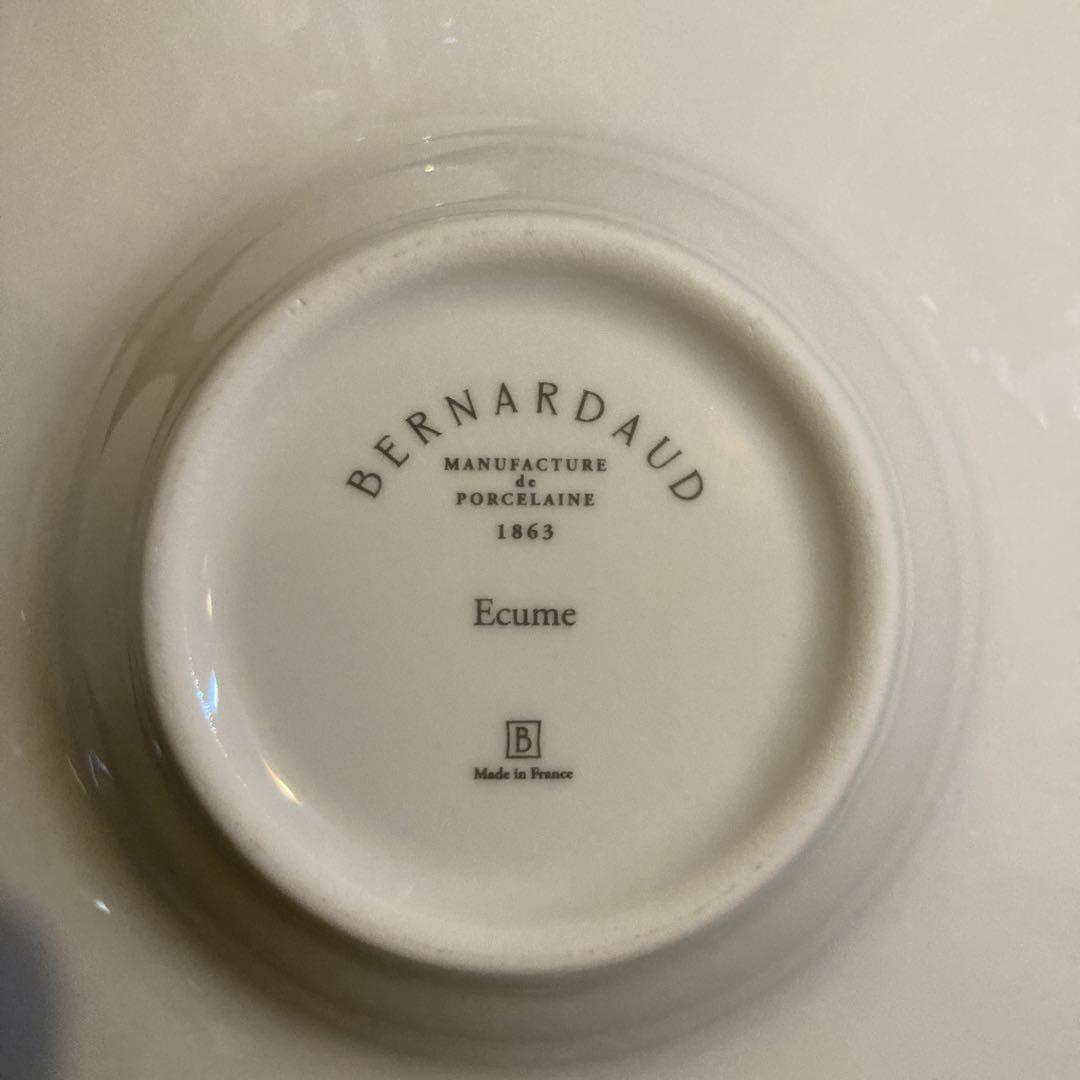 BERNARDAUD
MANUFACTURE
de
PORCELAINE
1863
Ecume
B
Made in France